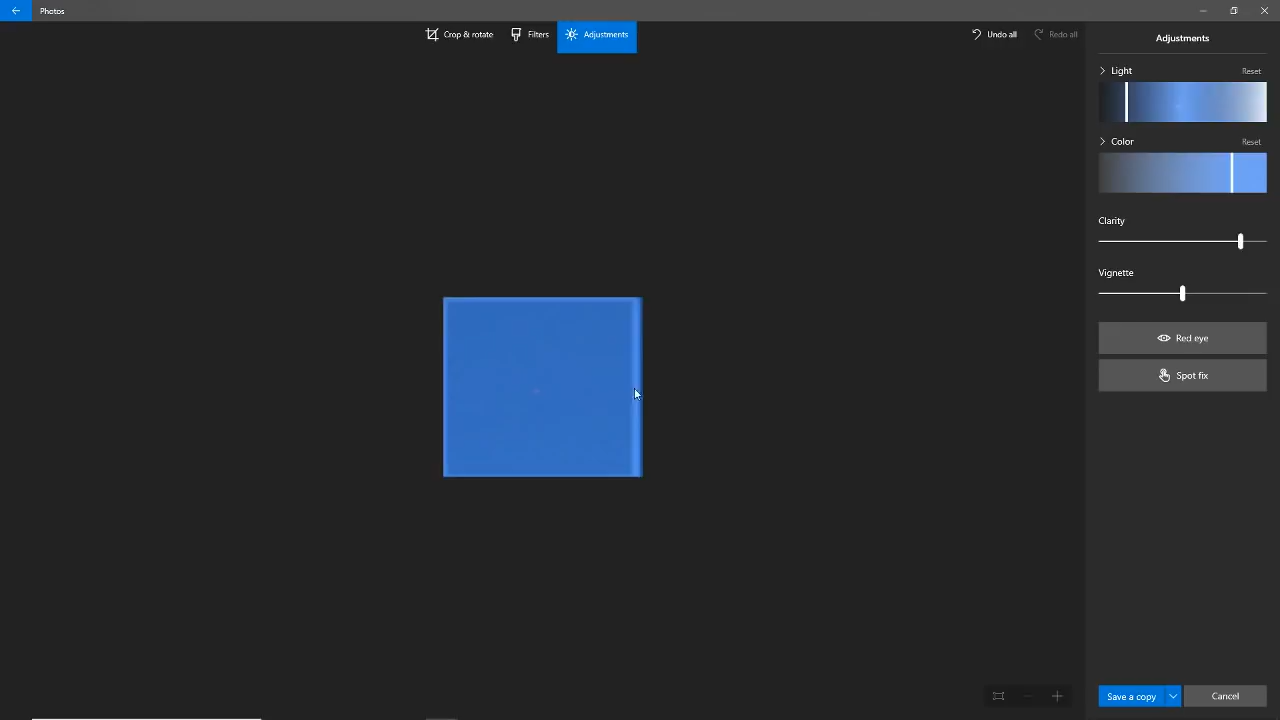 Photos
Crop & rotate Filters Adjustments Undo all Redo all
Adjustments
Light Reset
Color Reset
Clarity
Vignette
Red eye
Spot fix
Save a copy Cancel